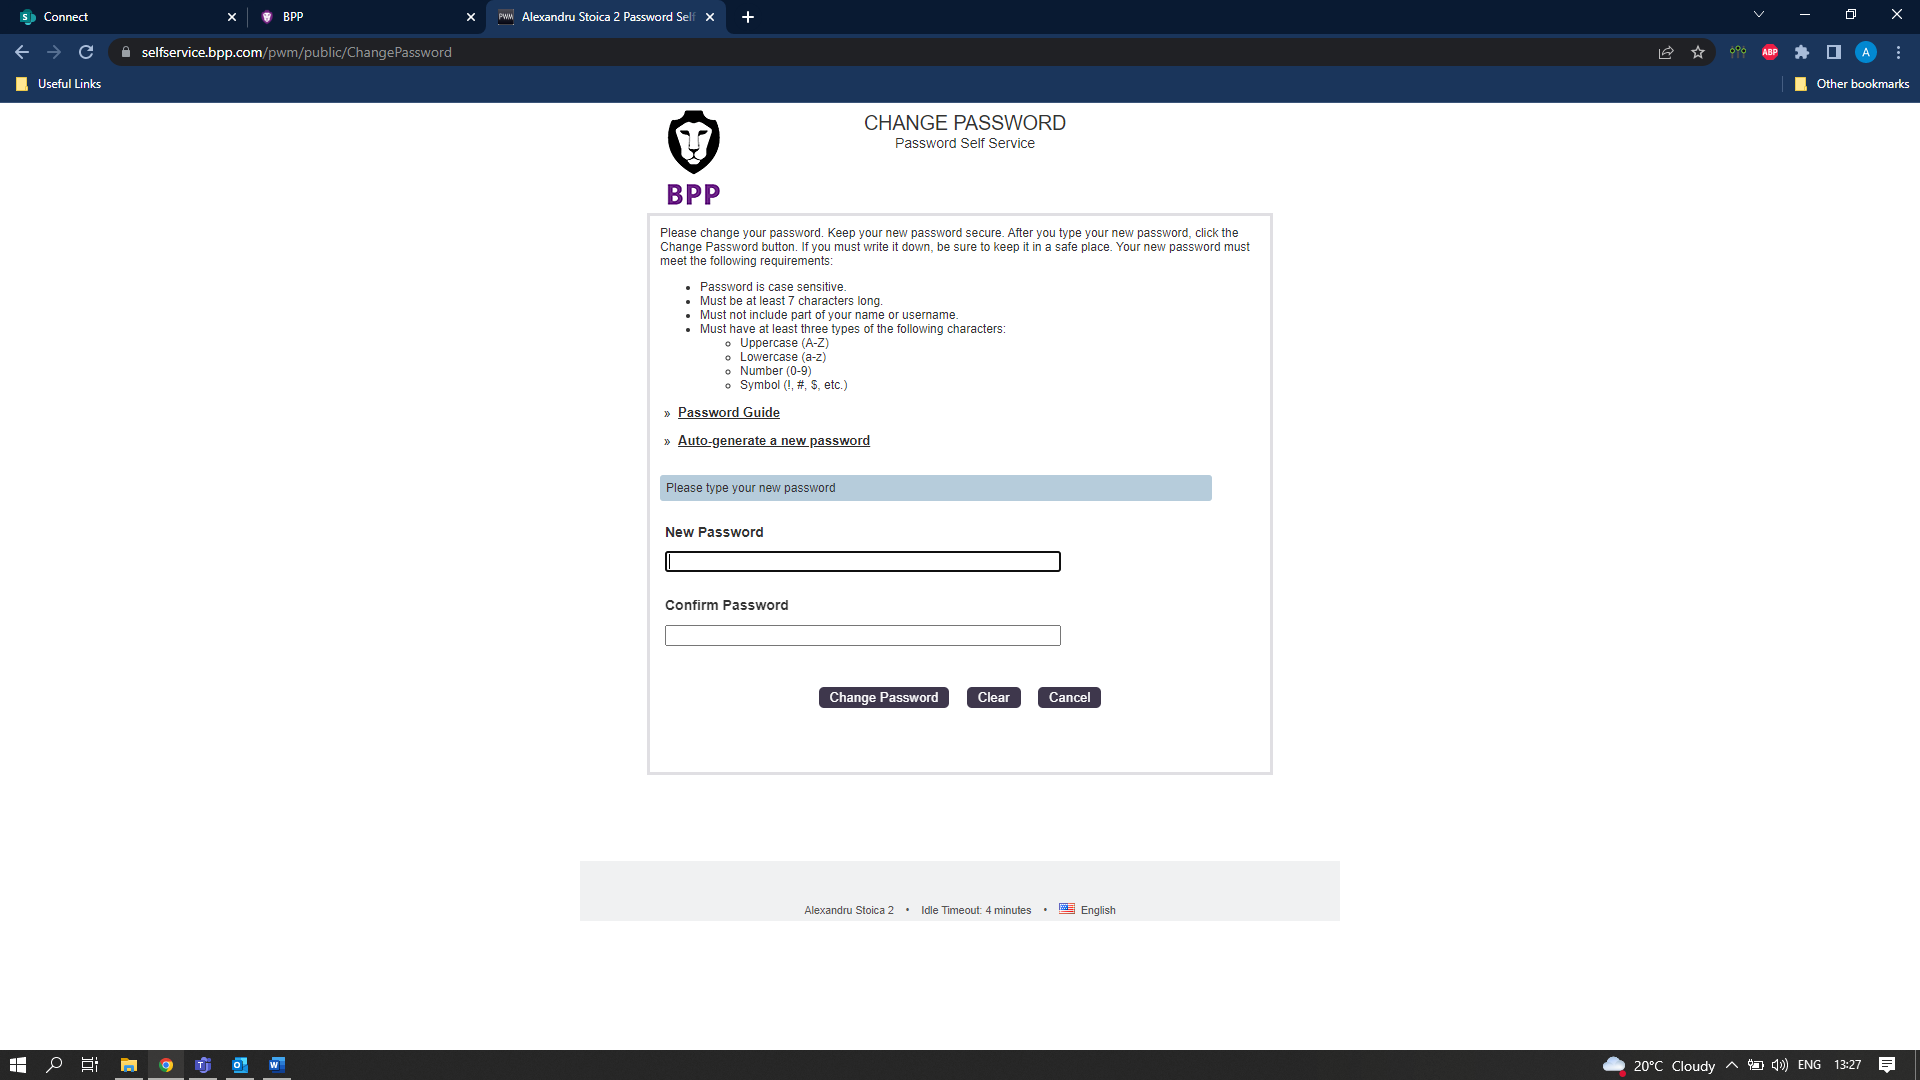 Connect
BPP
Alexandru Stoica 2 Password Self
selfservice.bpp.com/pwm/public/ChangePassword
ABP
A
Useful Links
Other bookmarks
BPP
CHANGE PASSWORD
Password Self Service
Please change your password. Keep your new password secure. After you type your new password, click the
Change Password button. If you must write it down, be sure to keep it in a safe place. Your new password must
meet the following requirements:
• Password is case sensitive.
• Must be at least 7 characters long.
• Must not include part of your name or username.
• Must have at least three types of the following characters:
◦ Uppercase (A-Z)
◦ Lowercase (a-z)
◦ Number (0-9)
◦ Symbol (!, #, $, etc.)
» Password Guide
» Auto-generate a new password
Please type your new password
New Password
Confirm Password
Change Password Clear Cancel
Alexandru Stoica 2 • Idle Timeout: 4 minutes • English
20°C Cloudy ENG 13:27